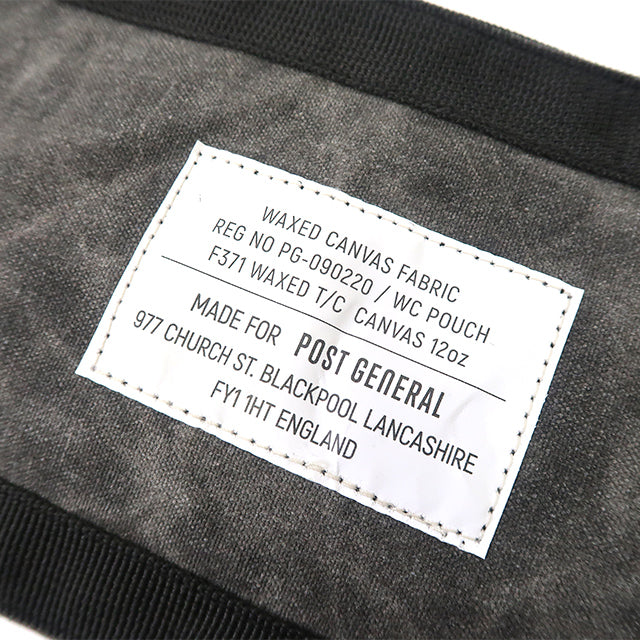 WAXED CANVAS FABRIC
REG NO PG-090220 / WC POUCH
F371 WAXED T/C CANVAS 12oz
MADE FOR POST GENERAL
977 CHURCH ST. BLACKPOOL LANCASHIRE
FY1 1HT ENGLAND